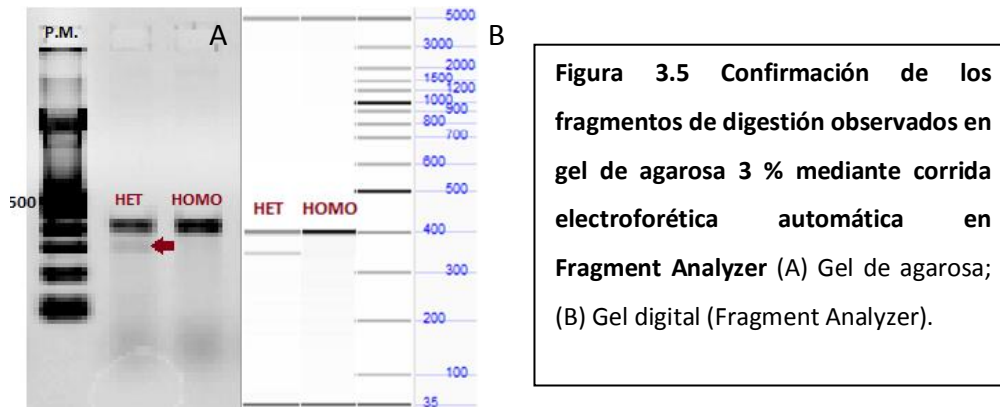 P.M.
A
B
500
HET
HOMO
HET
HOMO
5000
3000
2000
1500
1200
1000
900
800
700
600
500
400
300
200
100
35
Figura 3.5 Confirmación de los
fragmentos de digestión observados en
gel de agarosa 3 % mediante corrida
electroforética automática en
Fragment Analyzer (A) Gel de agarosa;
(B) Gel digital (Fragment Analyzer).